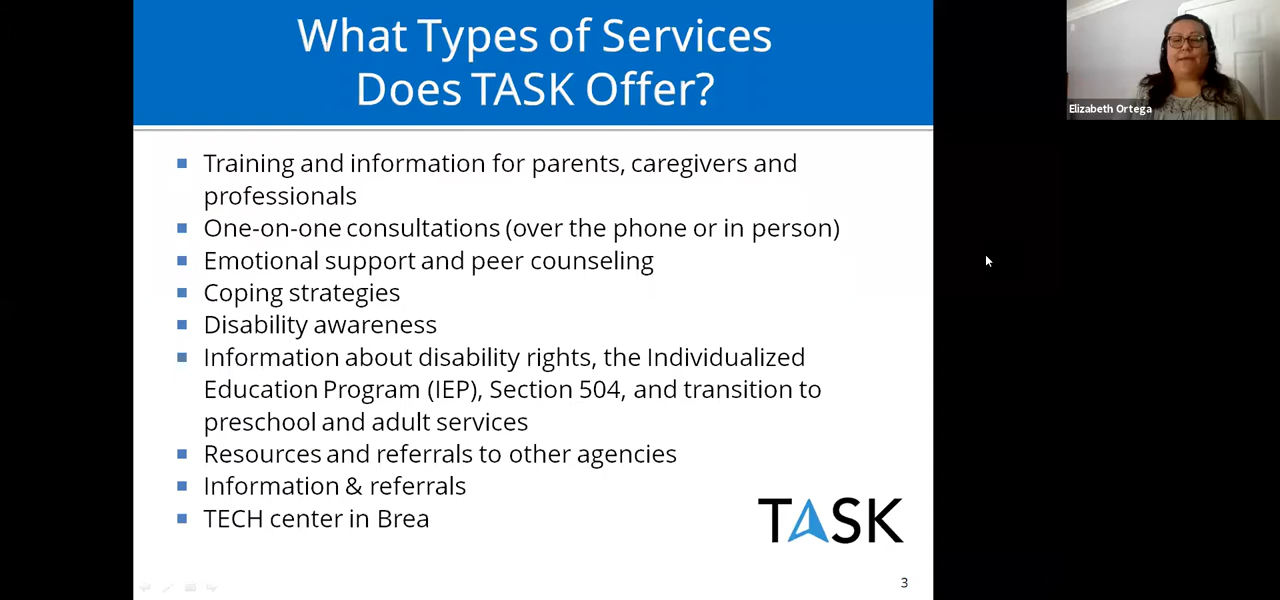 What Types of Services
Does TASK Offer?
Elizabeth Ortega
■ Training and information for parents, caregivers and
professionals
■ One-on-one consultations (over the phone or in person)
■ Emotional support and peer counseling
■ Coping strategies
■ Disability awareness
■ Information about disability rights, the Individualized
Education Program (IEP), Section 504, and transition to
preschool and adult services
■ Resources and referrals to other agencies
■ Information & referrals
■ TECH center in Brea
TASK
3